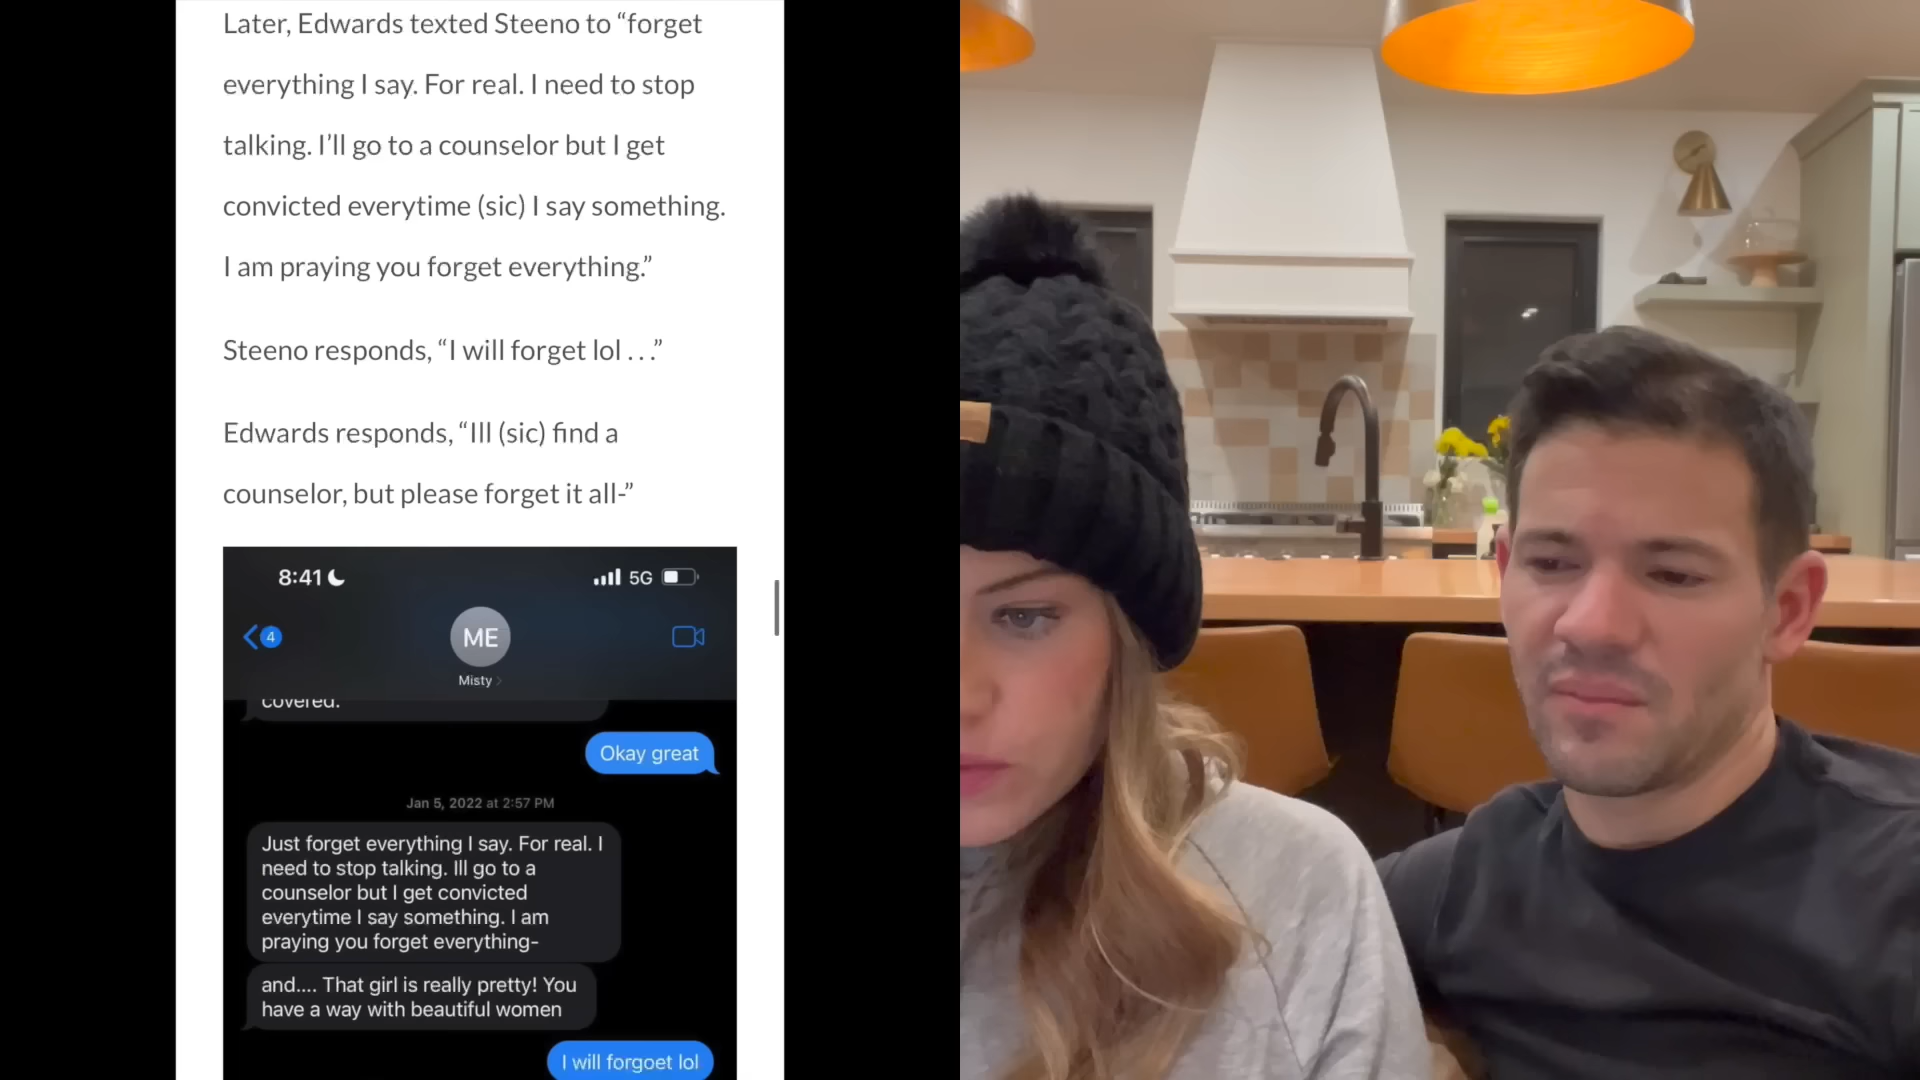 Later, Edwards texted Steeno to “forget
everything I say. For real. I need to stop
talking. I’ll go to a counselor but I get
convicted everytime (sic) I say something.
I am praying you forget everything.”
Steeno responds, “I will forget lol . . .”
Edwards responds, “Ill (sic) find a
counselor, but please forget it all-”
8:41
5G
4
ME
Misty
covered.
Okay great
Jan 5, 2022 at 2:57 PM
Just forget everything I say. For real. I
need to stop talking. Ill go to a
counselor but I get convicted
everytime I say something. I am
praying you forget everything-
and.... That girl is really pretty! You
have a way with beautiful women
I will forgoet lol